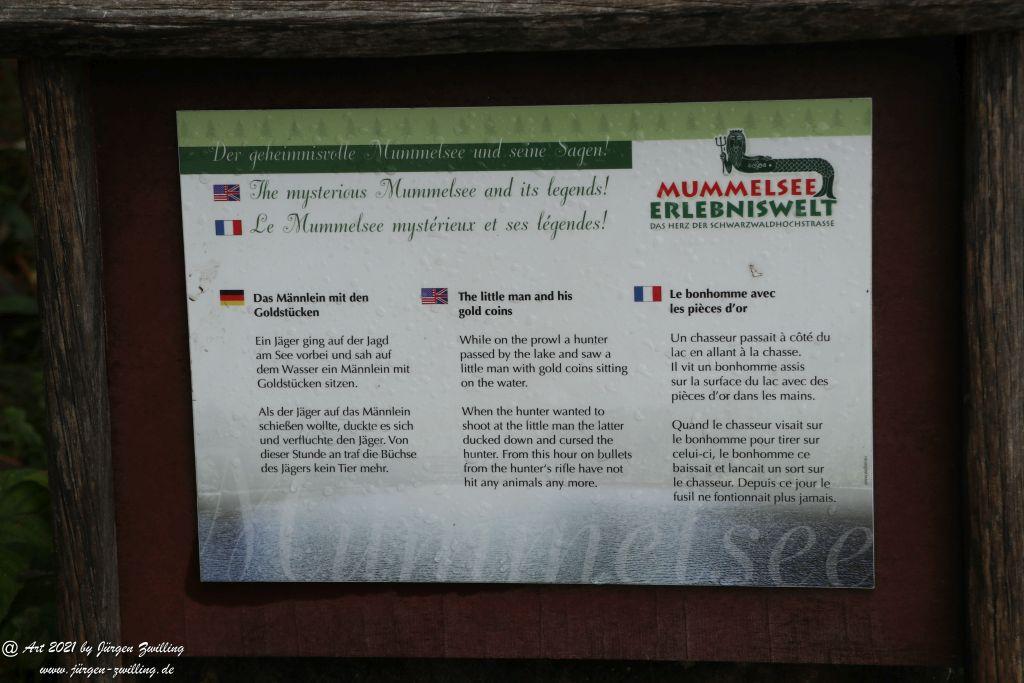 Der geheimnisvolle Mummelsee und seine Sagen!
The mysterious Mummelsee and its legends!
Le Mummelsee mystérieux et ses légendes!
MUMMELSEE
ERLEBNISWELT
DAS HERZ DER SCHWARZWALDHOCHSTRASSE
Das Männlein mit den
Goldstücken
Ein Jäger ging auf der Jagd
am See vorbei und sah auf
dem Wasser ein Männlein mit
Goldstücken sitzen.
Als der Jäger auf das Männlein
schießen wollte, duckte es sich
und verfluchte den Jäger. Von
dieser Stunde an traf die Büchse
des Jägers kein Tier mehr.
The little man and his
gold coins
While on the prowl a hunter
passed by the lake and saw a
little man with gold coins sitting
on the water.
When the hunter wanted to
shoot at the little man the latter
ducked down and cursed the
hunter. From this hour on bullets
from the hunter's rifle have not
hit any animals any more.
Le bonhomme avec
les pièces d'or
Un chasseur passait à côté du
lac en allant à la chasse.
Il vit un bonhomme assis
sur la surface du lac avec des
pièces d'or dans les mains.
Quand le chasseur visait sur
le bonhomme pour tirer sur
celui-ci, le bonhomme ce
baissait et lancait un sort sur
le chasseur. Depuis ce jour le
fusil ne fontionnait plus jamais.
Mummelsee
@ Art 2021 by Jürgen Zwilling
www.jürgen-zwilling.de